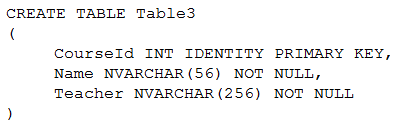 CREATE TABLE Table3
(
CourseId INT IDENTITY PRIMARY KEY,
Name NVARCHAR(56) NOT NULL,
Teacher NVARCHAR(256) NOT NULL
)